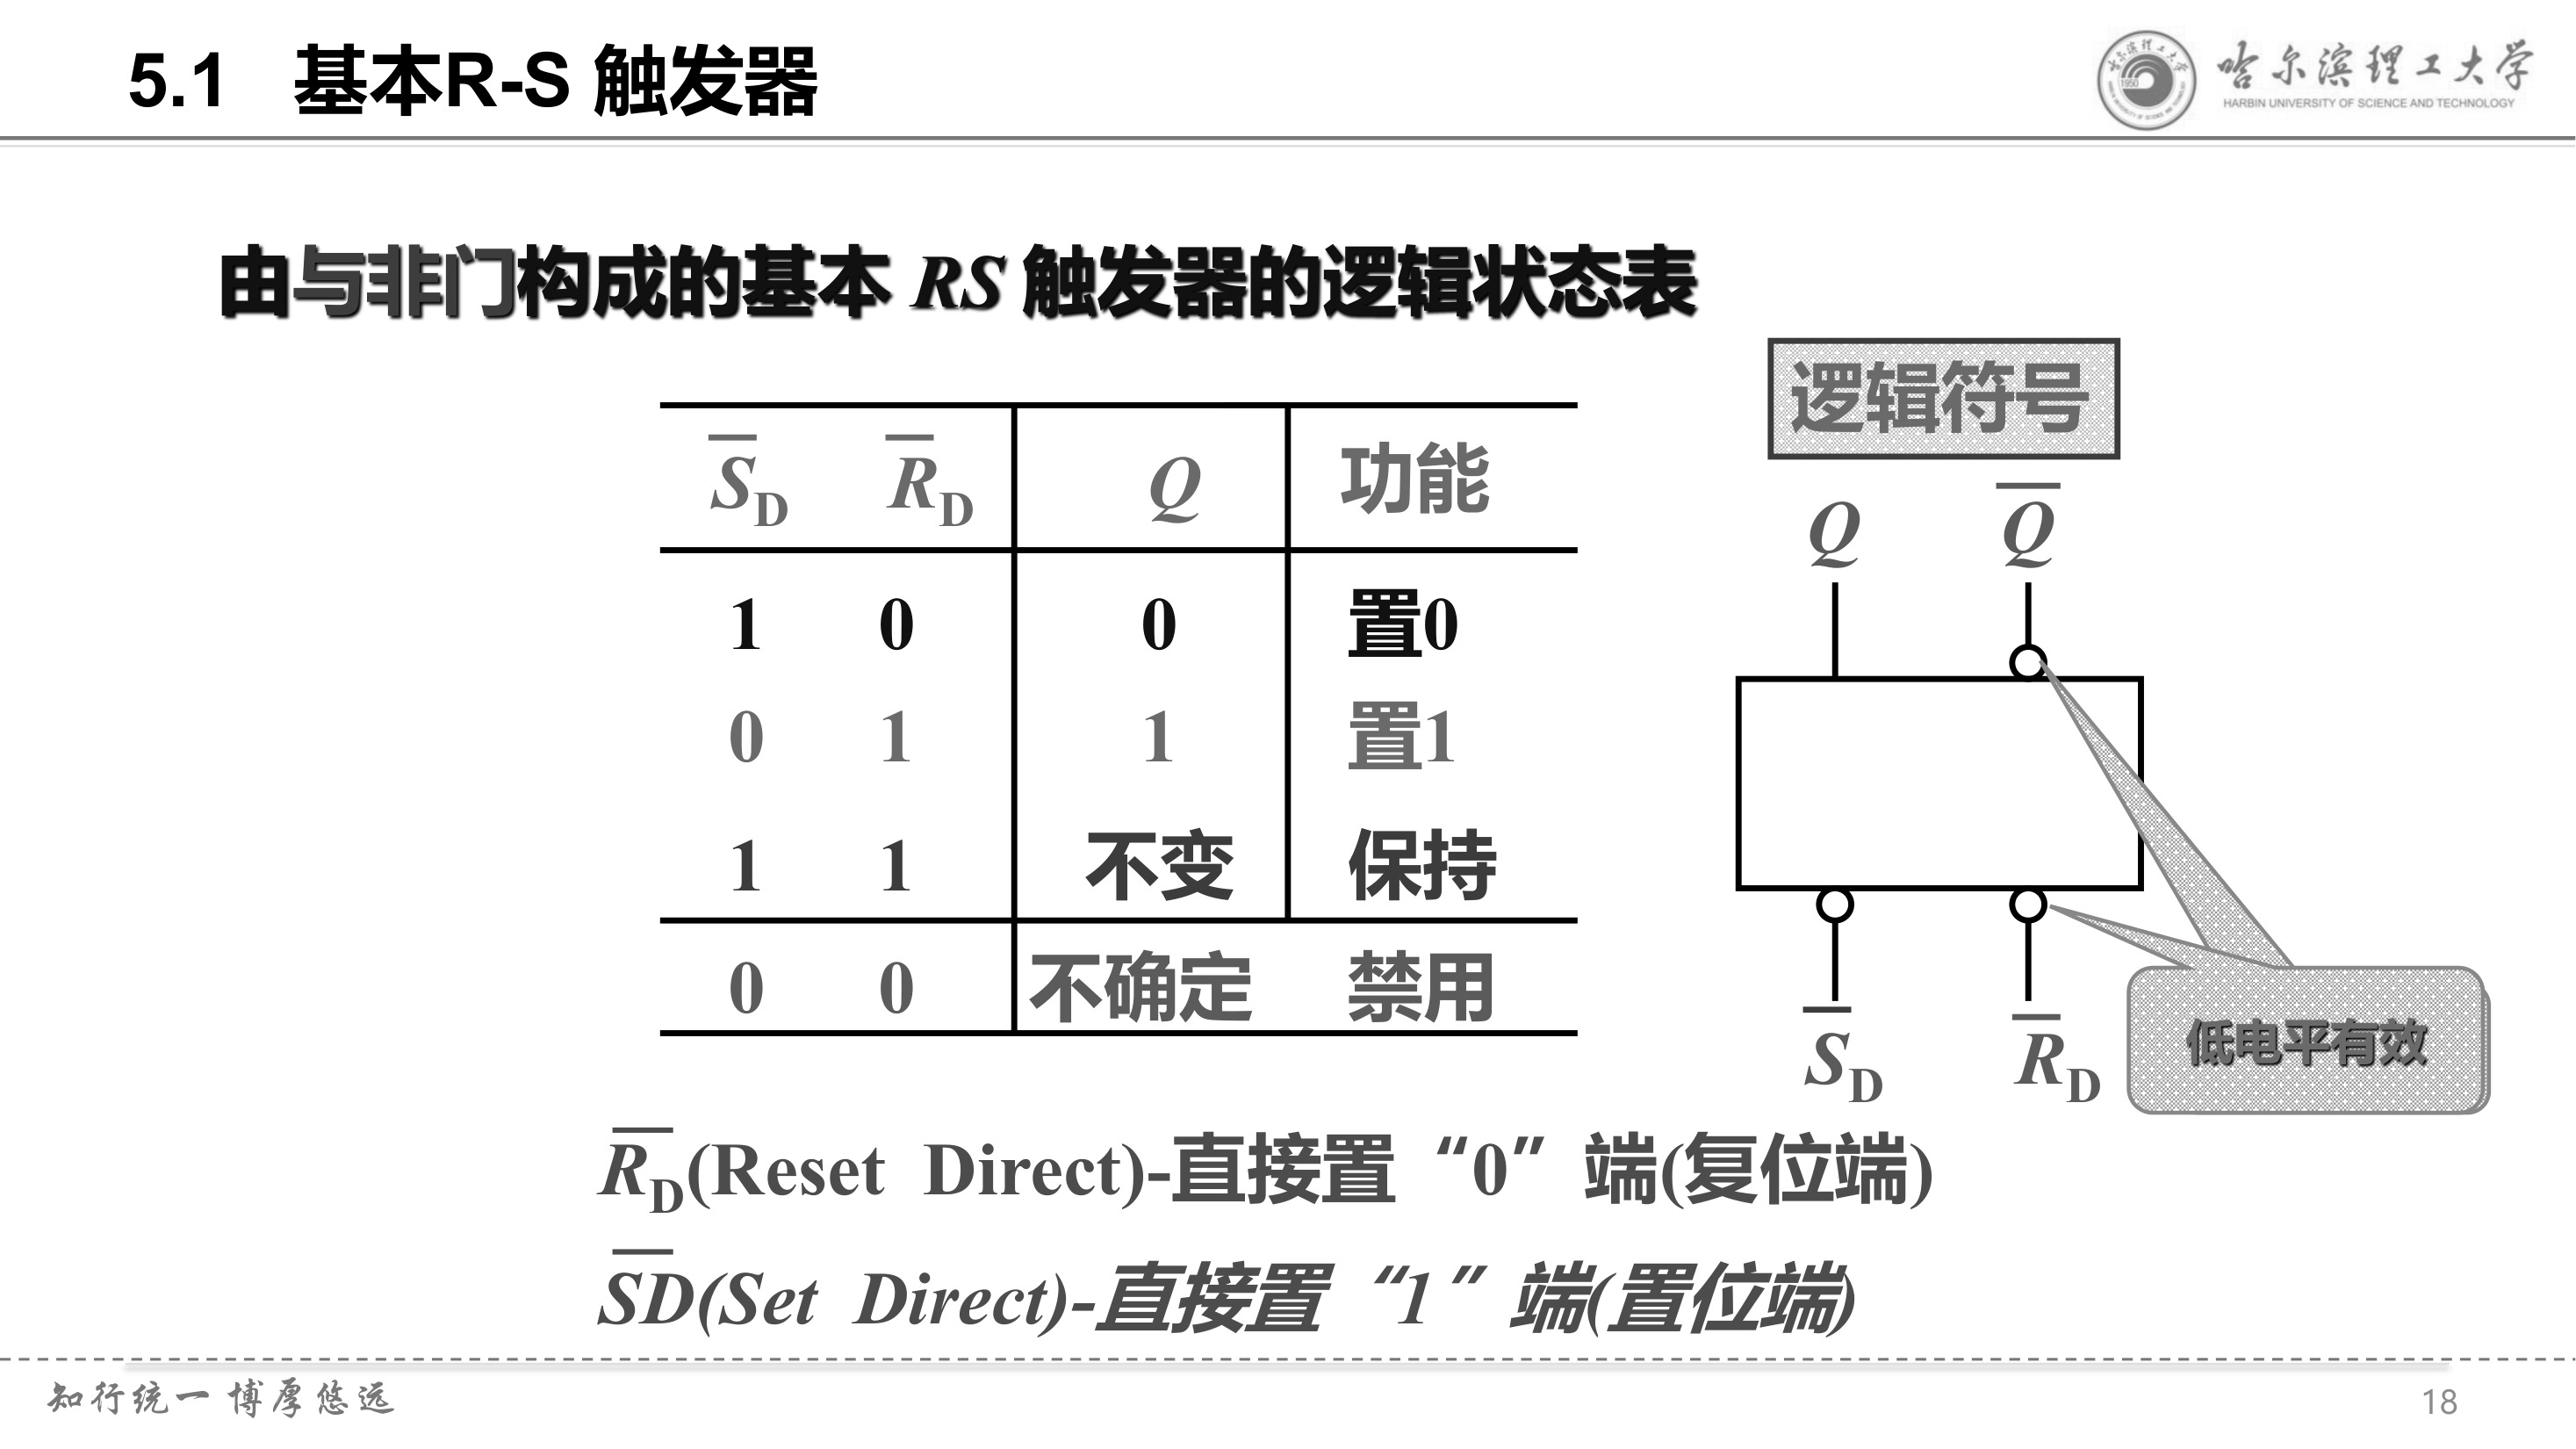 5.1 基本R-S 触发器
哈尔滨理工大学
HARBIN UNIVERSITY OF SCIENCE AND TECHNOLOGY
1950
由与非门构成的基本 RS 触发器的逻辑状态表
逻辑符号
S̅D R̅D Q 功能
1 0 0 置0
0 1 1 置1
1 1 不变 保持
0 0 不确定 禁用
Q Q̅
S̅D R̅D
低电平有效
R̅D(Reset Direct)-直接置“0”端(复位端)
S̅D(Set Direct)-直接置“1”端(置位端)
知行统一 博厚悠远
18